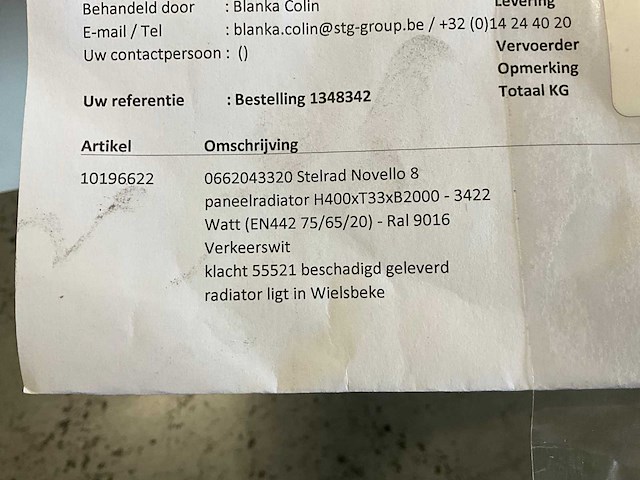 Behandeld door : Blanka Colin
Levering
E-mail / Tel : blanka.colin@stg-group.be / +32 (0)14 24 40 20
Uw contactpersoon : ()
Vervoerder
Opmerking
Uw referentie : Bestelling 1348342
Totaal KG
Artikel Omschrijving
10196622 0662043320 Stelrad Novello 8
paneelradiator H400xT33xB2000 - 3422
Watt (EN442 75/65/20) - Ral 9016
Verkeerswit
klacht 55521 beschadigd geleverd
radiator ligt in Wielsbeke